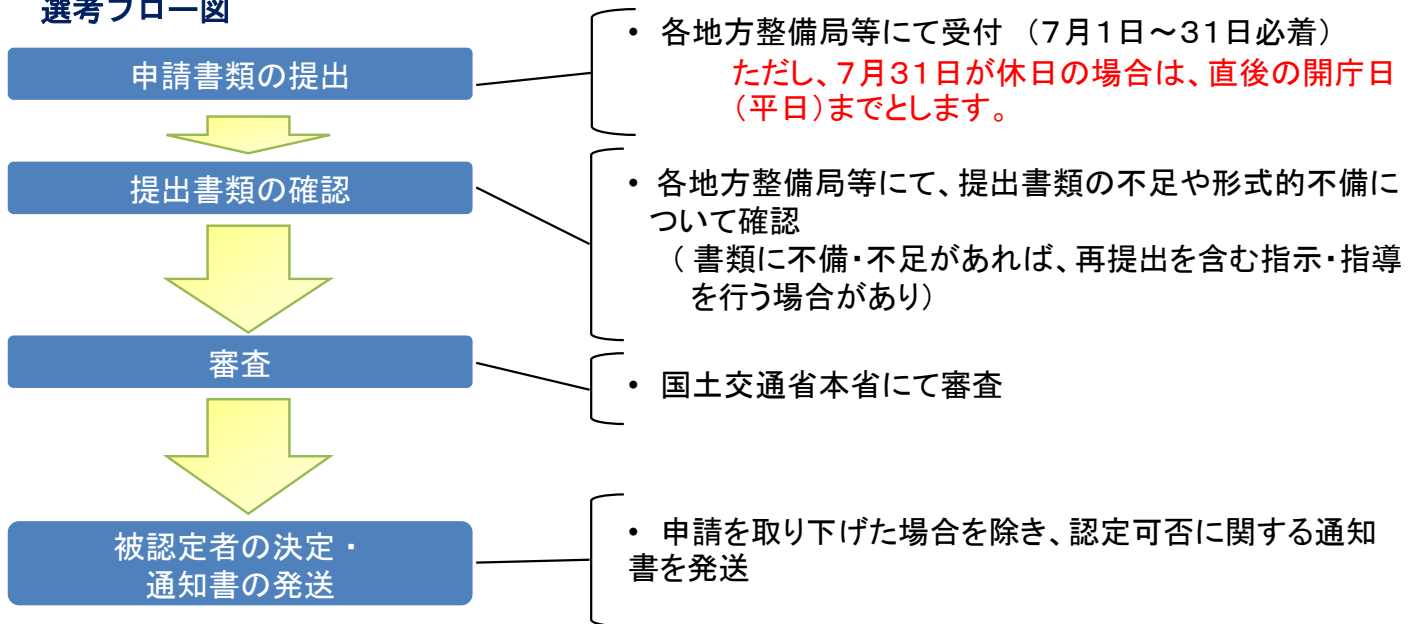 選考フロー図
申請書類の提出
• 各地方整備局等にて受付 （７月１日～３１日必着）
ただし、７月３１日が休日の場合は、直後の開庁日
（平日）までとします。
提出書類の確認
• 各地方整備局等にて、提出書類の不足や形式的不備に
ついて確認
（ 書類に不備・不足があれば、再提出を含む指示・指導
を行う場合があり）
審査
• 国土交通省本省にて審査
被認定者の決定・
通知書の発送
• 申請を取り下げた場合を除き、認定可否に関する通知
書を発送